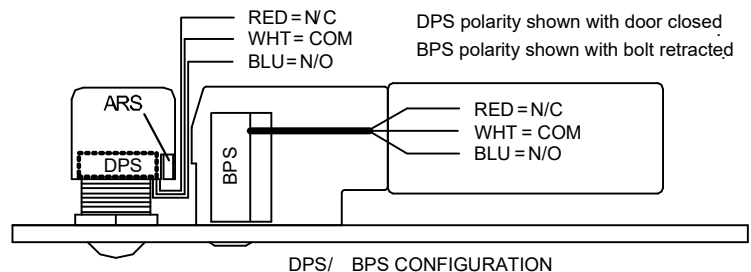 RED = N/C
WHT = COM
BLU = N/O
DPS polarity shown with door closed
BPS polarity shown with bolt retracted.
ARS
DPS
BPS
RED = N/C
WHT = COM
BLU = N/O
DPS/ BPS CONFIGURATION